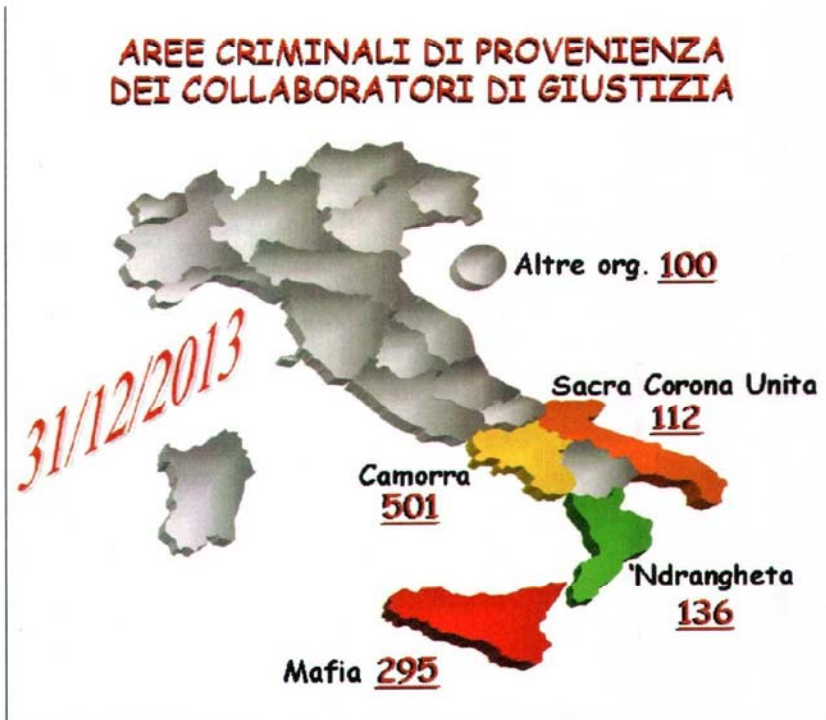 AREE CRIMINALI DI PROVENIENZA
DEI COLLABORATORI DI GIUSTIZIA
Altre org. 100
31/12/2013
Sacra Corona Unita
112
Camorra
501
'Ndrangheta
136
Mafia 295